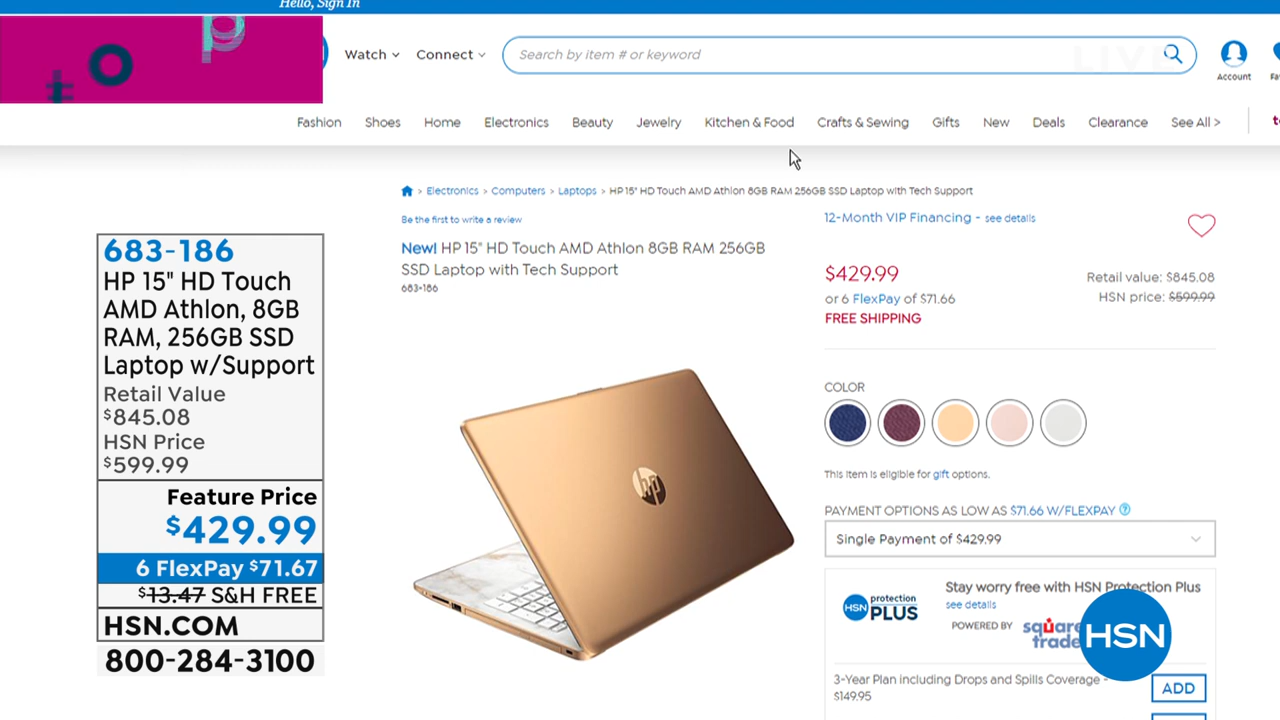 Hello, Sign In
Watch
Connect
Search by item # or keyword
LIVE
Account
Fashion
Shoes
Home
Electronics
Beauty
Jewelry
Kitchen & Food
Crafts & Sewing
Gifts
New
Deals
Clearance
See All >
> Electronics > Computers > Laptops > HP 15" HD Touch AMD Athlon 8GB RAM 256GB SSD Laptop with Tech Support
Be the first to write a review
New! HP 15" HD Touch AMD Athlon 8GB RAM 256GB
SSD Laptop with Tech Support
683-186
hp
12-Month VIP Financing - see details
$429.99
or 6 FlexPay of $71.66
FREE SHIPPING
Retail value: $845.08
HSN price: $599.99
COLOR
This item is eligible for gift options.
PAYMENT OPTIONS AS LOW AS $71.66 W/FLEXPAY ?
Single Payment of $429.99
HSN protection PLUS
Stay worry free with HSN Protection Plus
see details
POWERED BY
square
trade
HSN
3-Year Plan including Drops and Spills Coverage -
$149.95
ADD
683-186
HP 15" HD Touch
AMD Athlon, 8GB
RAM, 256GB SSD
Laptop w/Support
Retail Value
$845.08
HSN Price
$599.99
Feature Price
$429.99
6 FlexPay $71.67
$13.47 S&H FREE
HSN.COM
800-284-3100